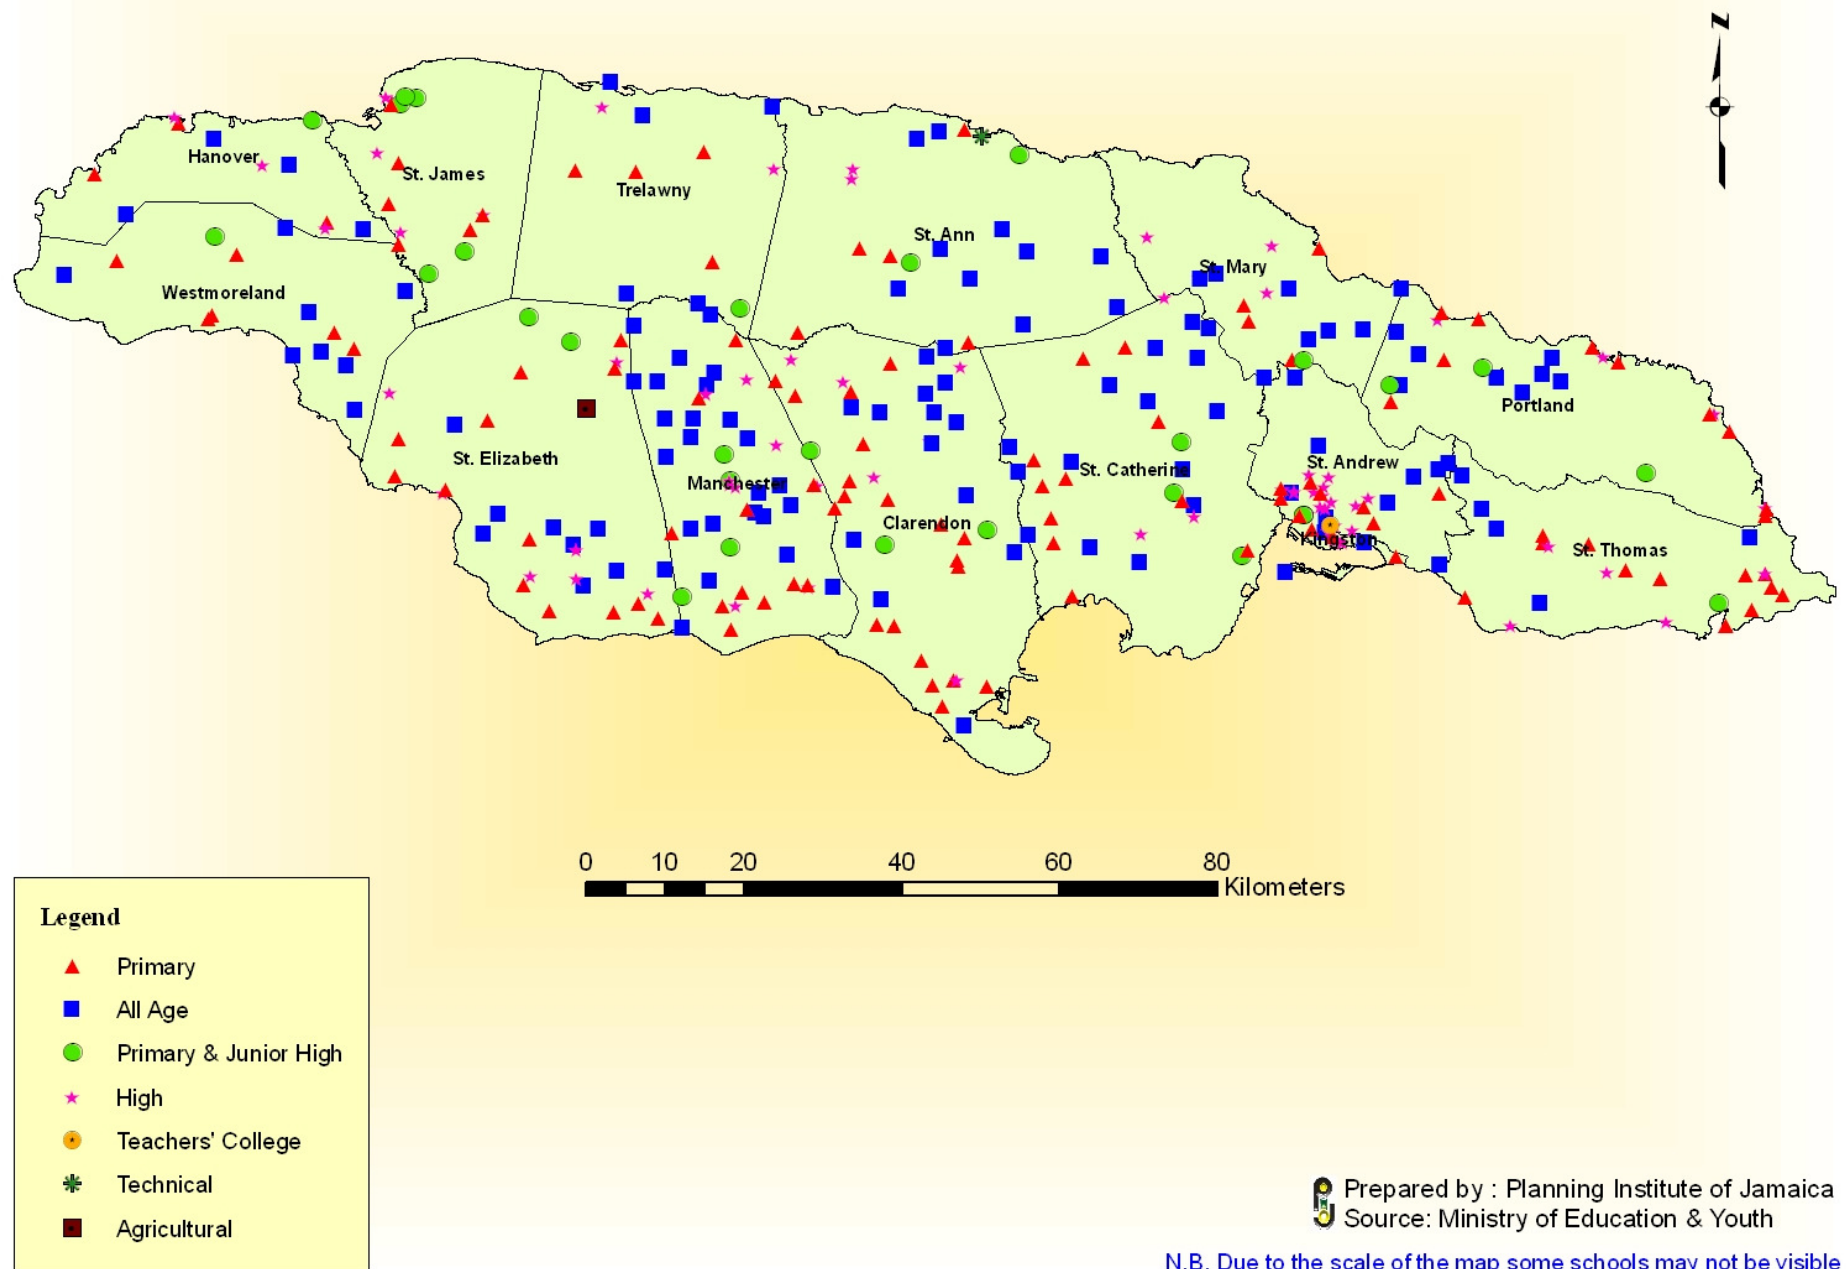 N
Hanover
St. James
Trelawny
St. Ann
St. Mary
Westmoreland
Portland
St. Elizabeth
Manchester
St. Catherine
St. Andrew
Clarendon
Kingston
St. Thomas
0 10 20 40 60 80
Kilometers
Legend
Primary
All Age
Primary & Junior High
High
Teachers' College
Technical
Agricultural
Prepared by : Planning Institute of Jamaica
Source: Ministry of Education & Youth
N.B. Due to the scale of the map some schools may not be visible